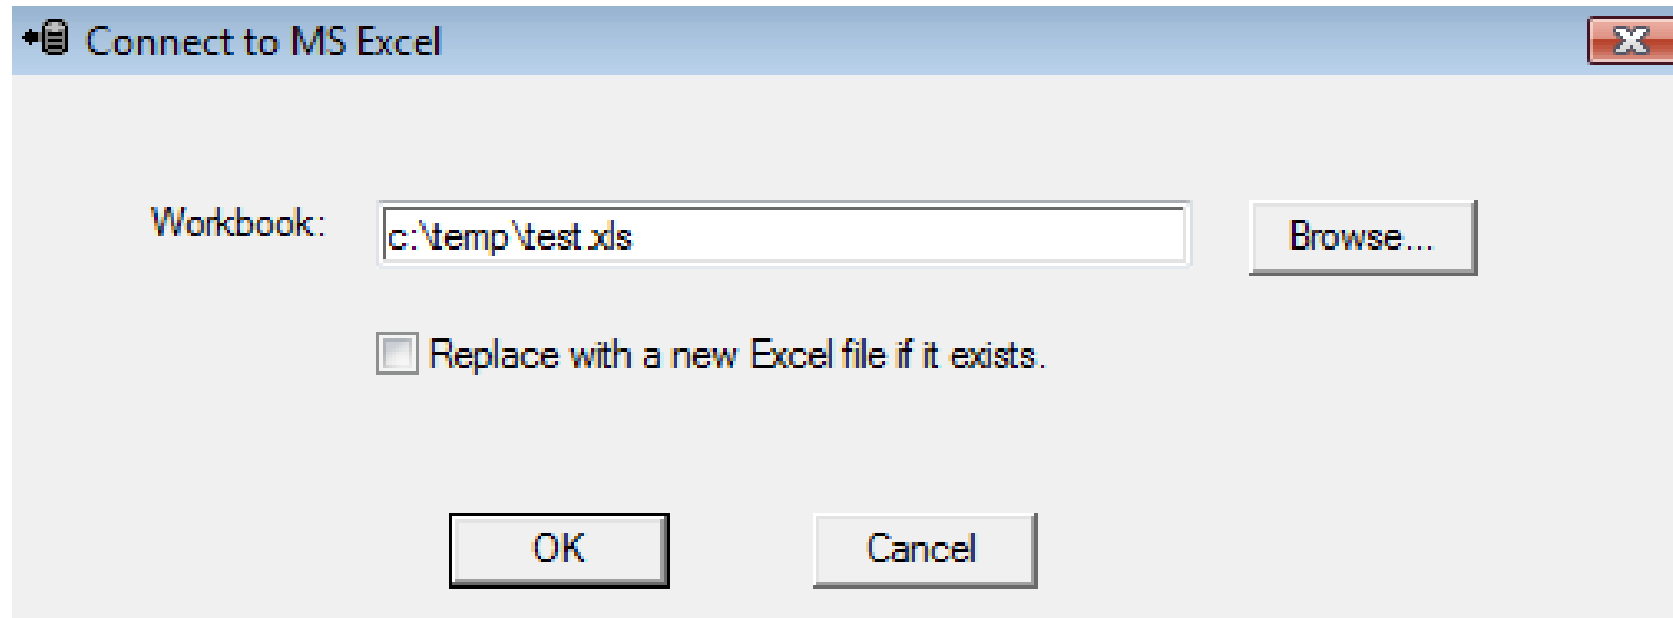 Connect to MS Excel
Workbook: c:\temp\test.xls Browse...
Replace with a new Excel file if it exists.
OK Cancel